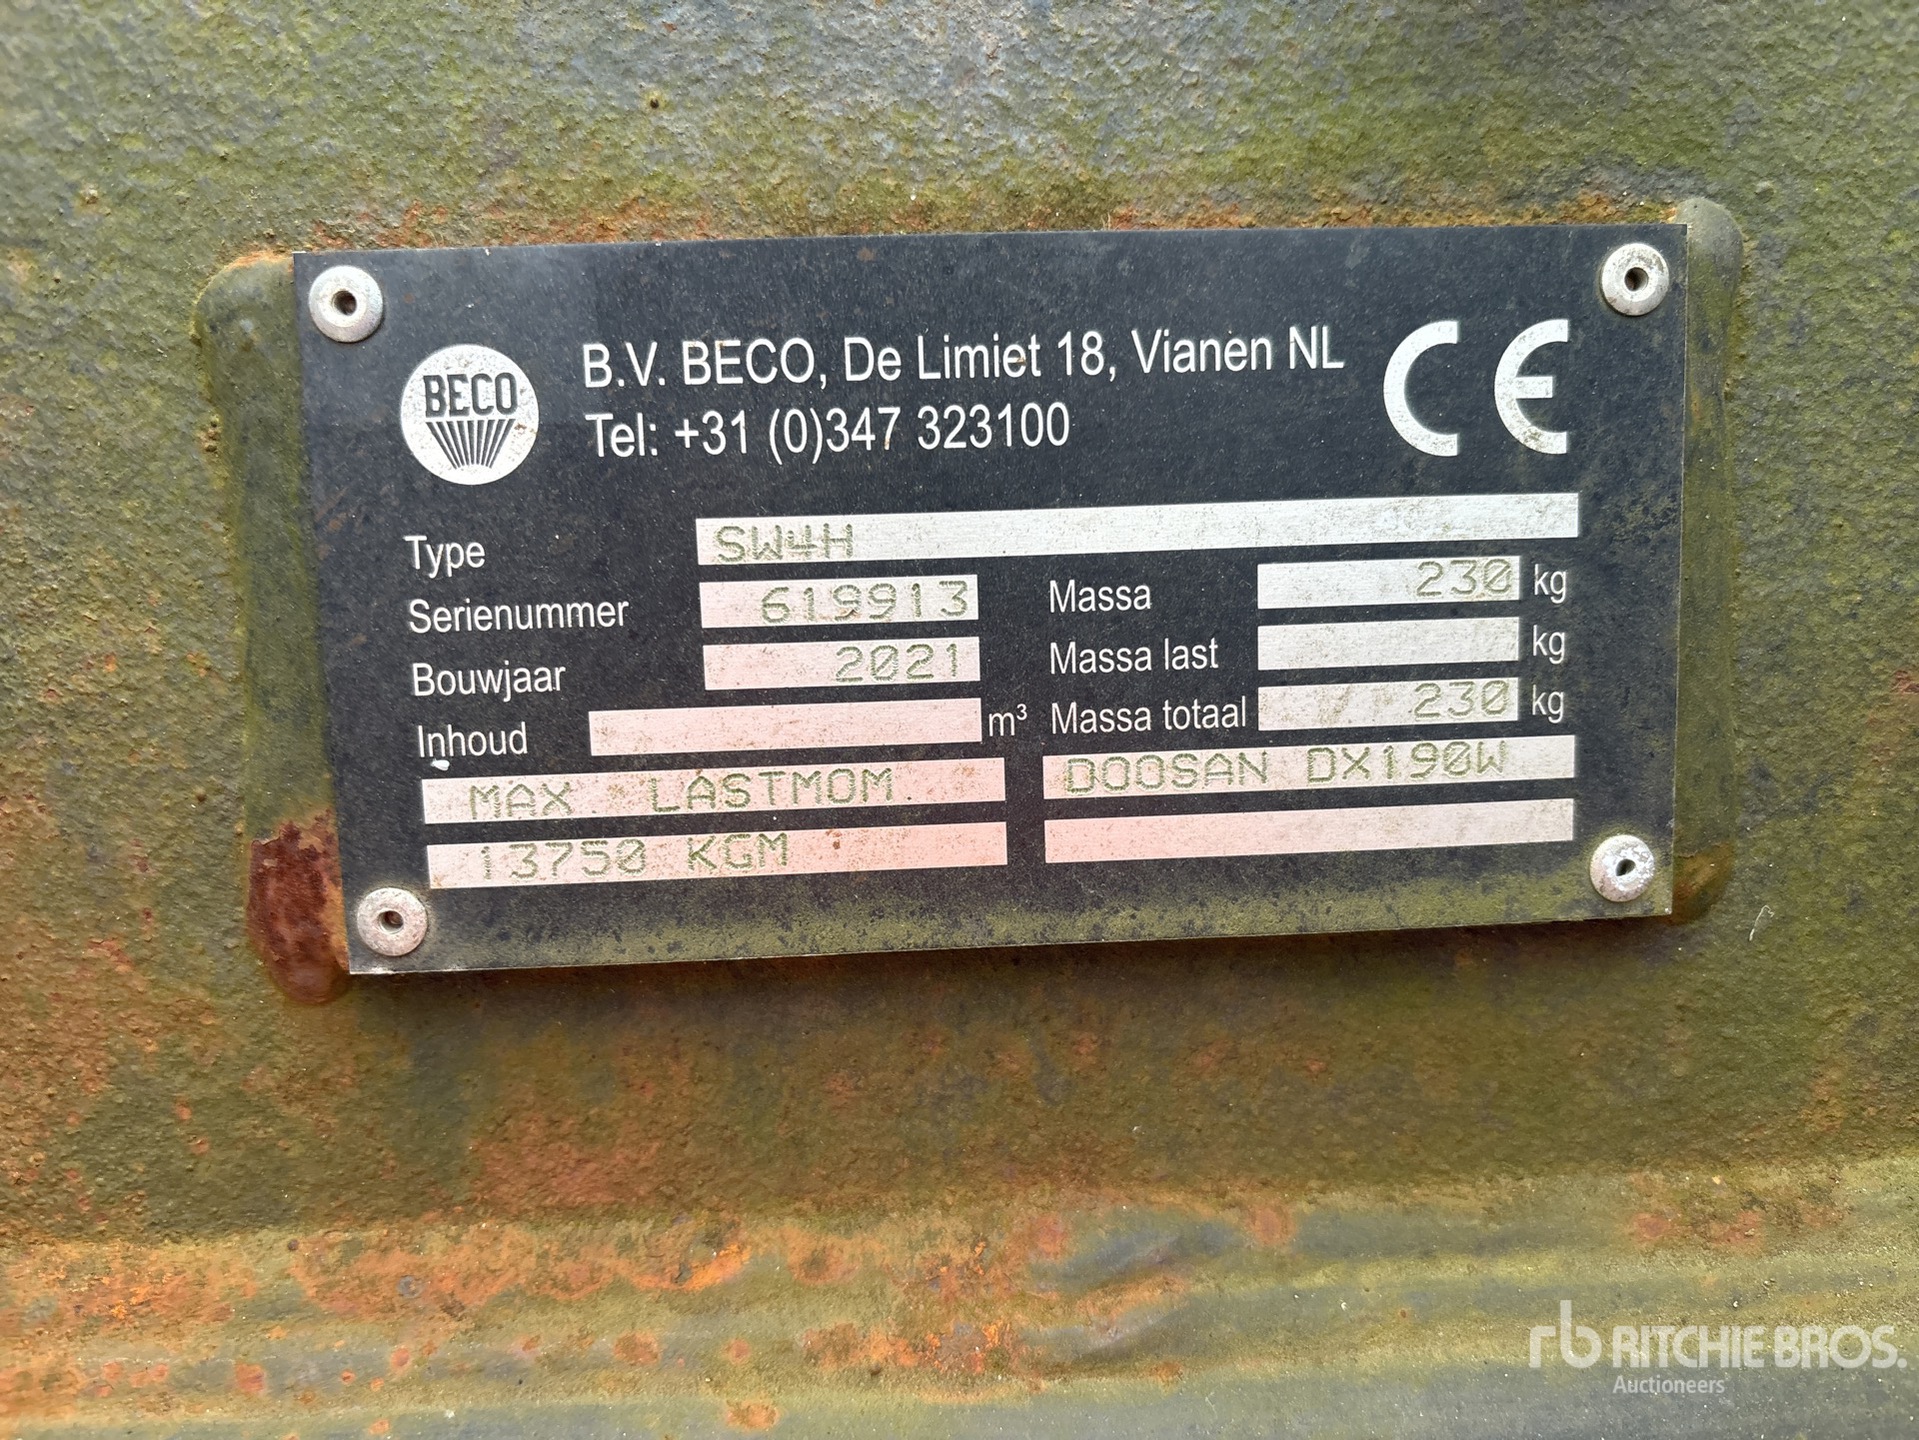 BECO
B.V. BECO, De Limiet 18, Vianen NL
Tel: +31 (0)347 323100
CE
Type SW4H
Serienummer 619913 Massa 230 kg
Bouwjaar 2021 Massa last kg
Inhoud m³ Massa totaal 230 kg
MAX. LASTMOM. DOOSAN DX190W
13750 KGM
rb RITCHIE BROS.
Auctioneers